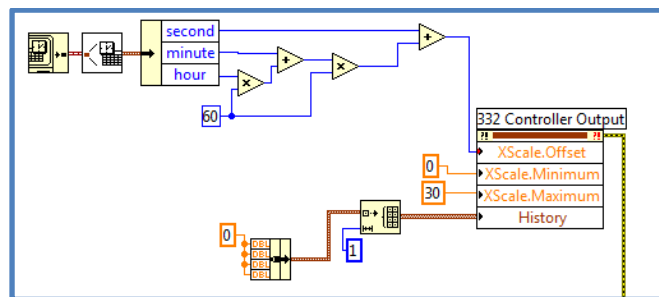 second
minute
hour
60
332 Controller Output
?!
!!
XScale.Offset
0
XScale.Minimum
30
XScale.Maximum
History
0
DBL
DBL
DBL
DBL
1